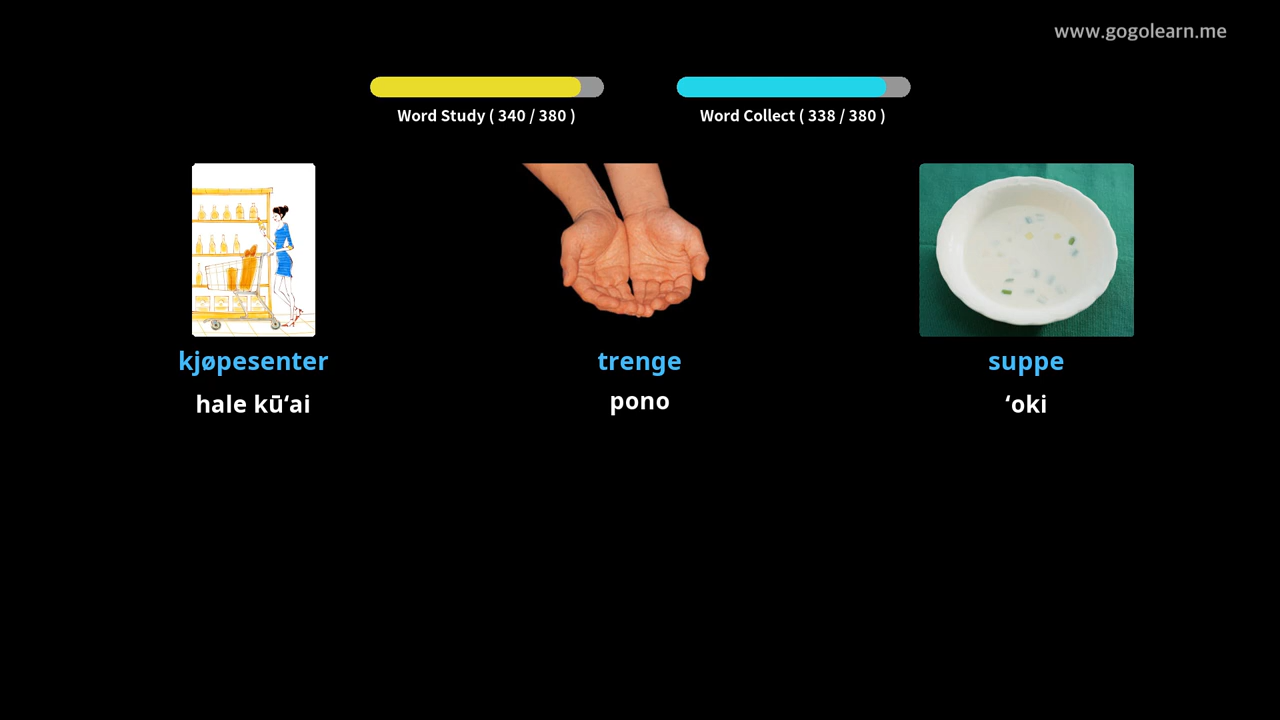 www.gogolearn.me
Word Study ( 340 / 380 )
Word Collect ( 338 / 380 )
kjøpesenter
trenge
suppe
hale kūʻai
pono
ʻoki